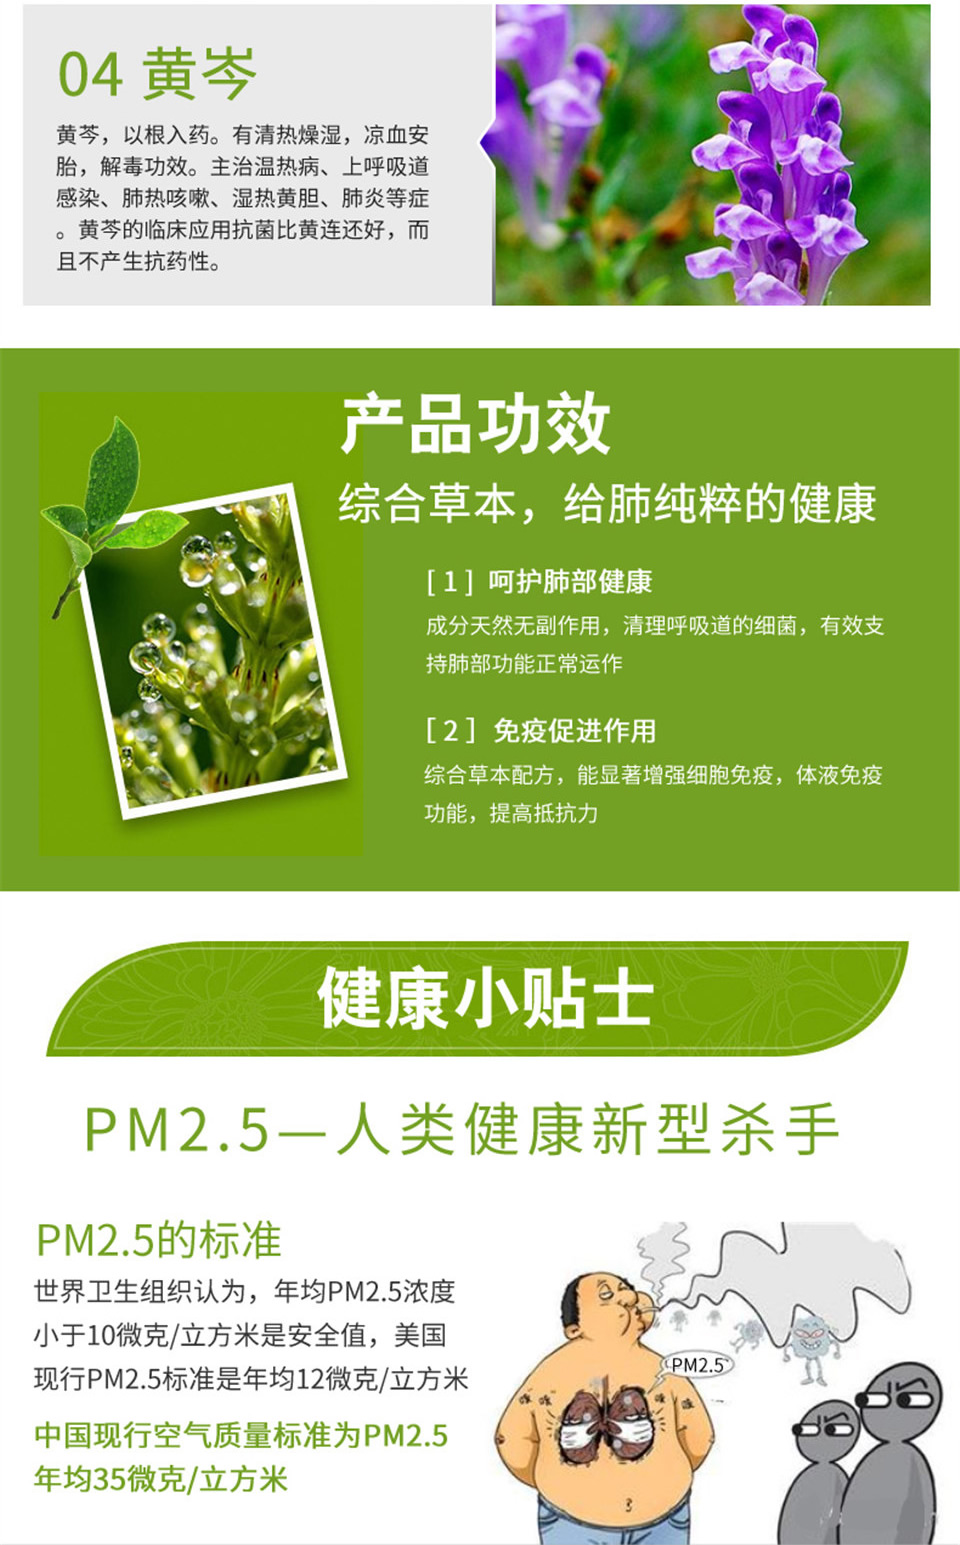 04 黄岑
黄芩，以根入药。有清热燥湿，凉血安
胎，解毒功效。主治温热病、上呼吸道
感染、肺热咳嗽、湿热黄胆、肺炎等症
。黄芩的临床应用抗菌比黄连还好，而
且不产生抗药性。
产品功效
综合草本，给肺纯粹的健康
[ 1 ] 呵护肺部健康
成分天然无副作用，清理呼吸道的细菌，有效支
持肺部功能正常运作
[ 2 ] 免疫促进作用
综合草本配方，能显著增强细胞免疫，体液免疫
功能，提高抵抗力
健康小贴士
PM2.5—人类健康新型杀手
PM2.5的标准
世界卫生组织认为，年均PM2.5浓度
小于10微克/立方米是安全值，美国
现行PM2.5标准是年均12微克/立方米
中国现行空气质量标准为PM2.5
年均35微克/立方米
PM2.5